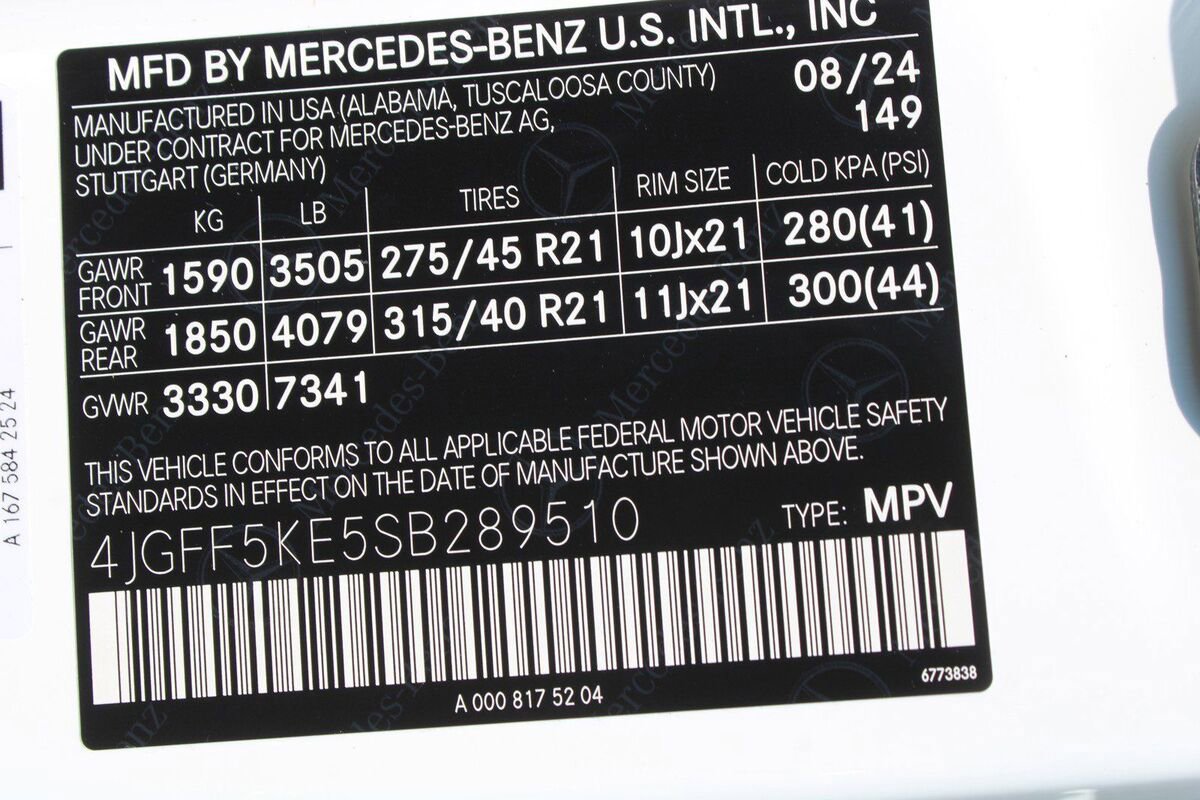 MFD BY MERCEDES-BENZ U.S. INTL., INC
MANUFACTURED IN USA (ALABAMA, TUSCALOOSA COUNTY) 08/24
UNDER CONTRACT FOR MERCEDES-BENZ AG, 149
STUTTGART (GERMANY)
KG LB TIRES RIM SIZE COLD KPA (PSI)
GAWR FRONT 1590 3505 275/45 R21 10Jx21 280(41)
GAWR REAR 1850 4079 315/40 R21 11Jx21 300(44)
GVWR 3330 7341
THIS VEHICLE CONFORMS TO ALL APPLICABLE FEDERAL MOTOR VEHICLE SAFETY
STANDARDS IN EFFECT ON THE DATE OF MANUFACTURE SHOWN ABOVE.
4JGFF5KE5SB289510 TYPE: MPV
A 000 817 52 04
6773838
A 167 584 25 24